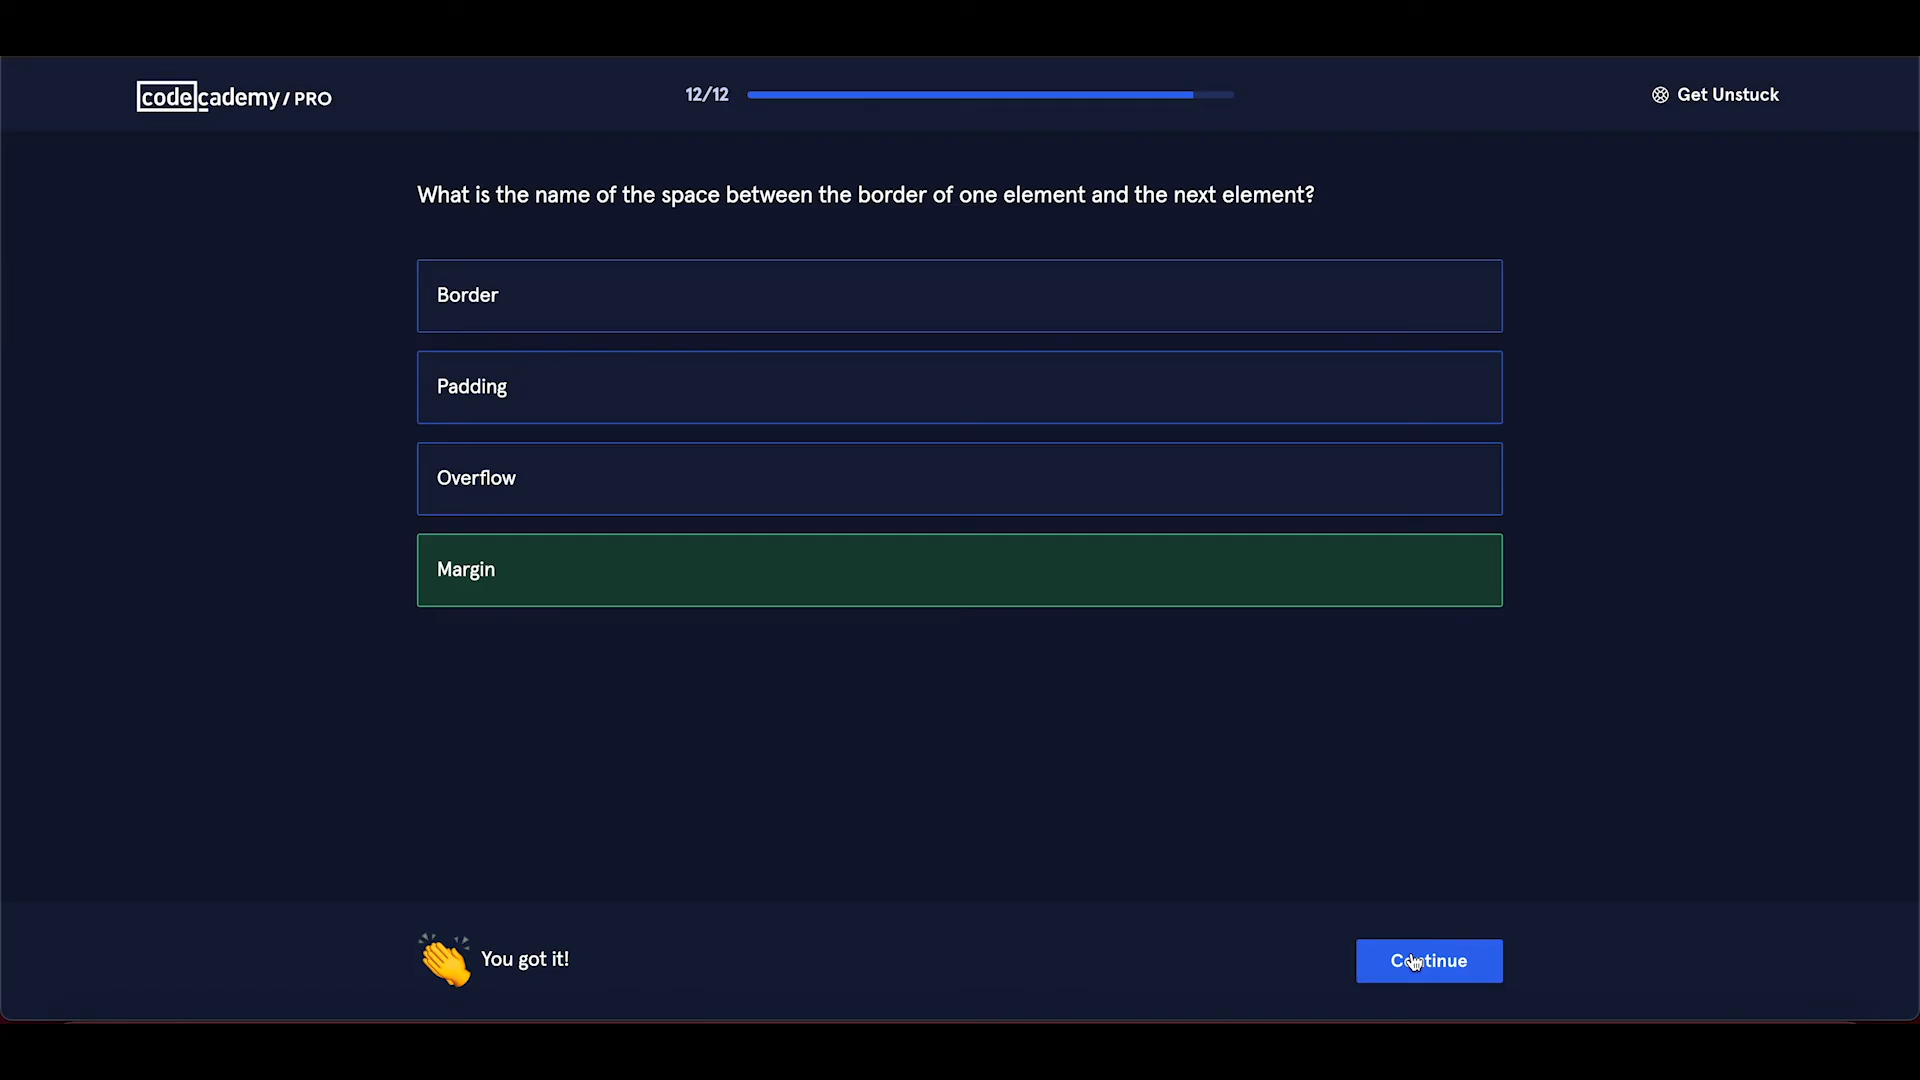 codecademy/PRO
12/12
Get Unstuck
What is the name of the space between the border of one element and the next element?
Border
Padding
Overflow
Margin
You got it!
Continue